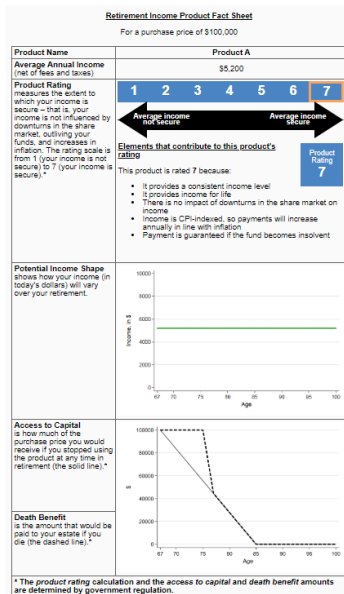 Retirement Income Product Fact Sheet
For a purchase price of $100,000
Product Name
Product A
Average Annual Income
(net of fees and taxes)
$5,200
Product Rating
measures the extent to
which your income is
secure – that is, your
income is not influenced by
downturns in the share
market, outliving your
funds, and increases in
inflation. The rating scale is
from 1 (your income is not
secure) to 7 (your income is
secure).*
1 2 3 4 5 6 7
Average income
not secure
Average income
secure
Elements that contribute to this product's
rating
This product is rated 7 because:
• It provides a consistent income level
• It provides income for life
• There is no impact of downturns in the share market on
income
• Income is CPI-indexed, so payments will increase
annually in line with inflation
• Payment is guaranteed if the fund becomes insolvent
Product
Rating
7
Potential Income Shape
shows how your income (in
today's dollars) will vary
over your retirement.
Income, in $
10000
8000
6000
4000
2000
0
67 70 75 80 85 90 95 100
Age
Access to Capital
is how much of the
purchase price you would
receive if you stopped using
the product at any time in
retirement (the solid line).*
Death Benefit
is the amount that would be
paid to your estate if you
die (the dashed line).*
$
100000
80000
60000
40000
20000
0
67 70 75 80 85 90 95 100
Age
* The product rating calculation and the access to capital and death benefit amounts
are determined by government regulation.